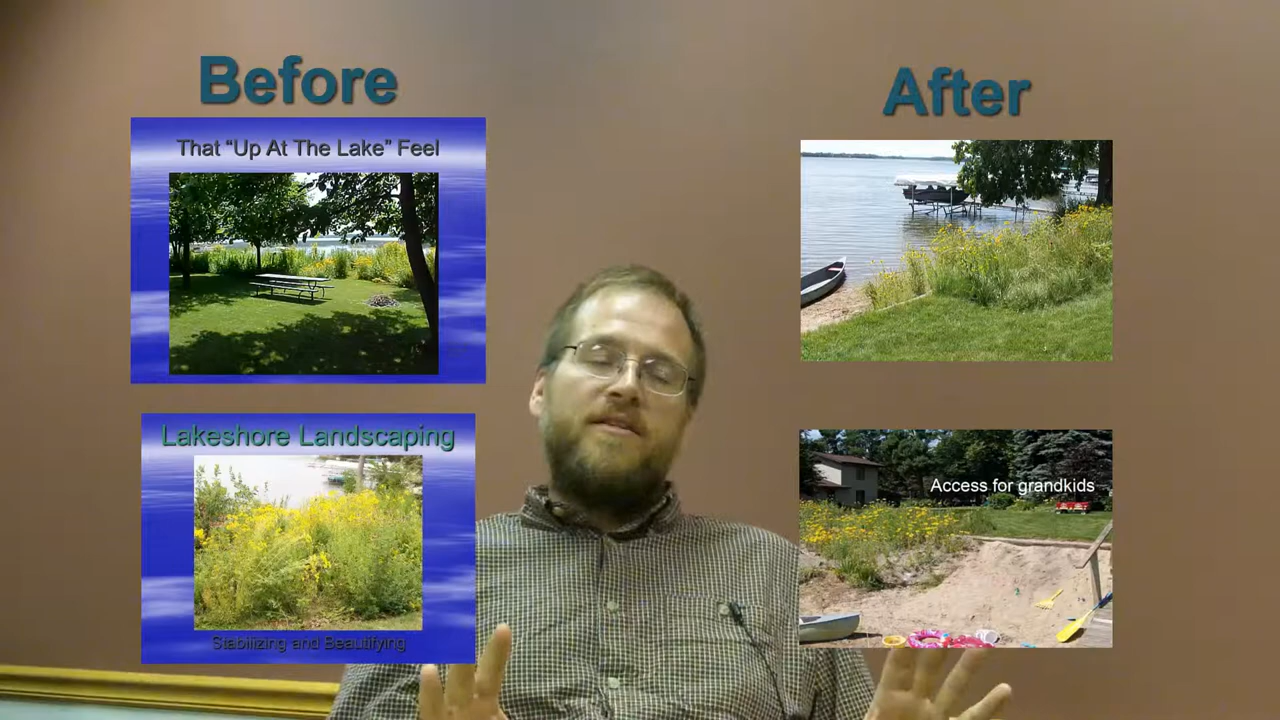 Before
That “Up At The Lake” Feel
Lakeshore Landscaping
Stabilizing and Beautifying
After
Access for grandkids